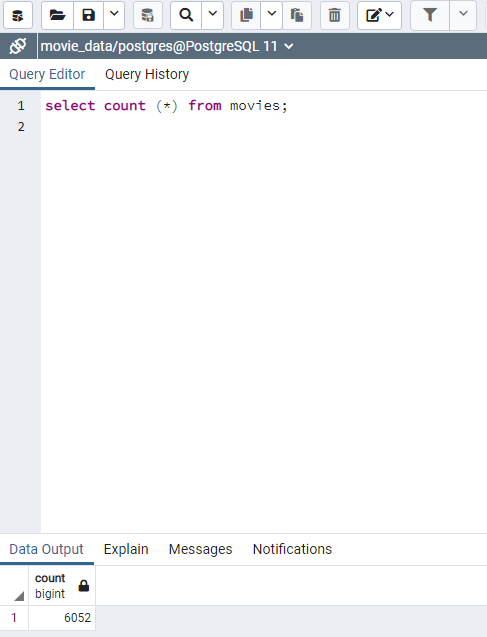 movie_data/postgres@PostgreSQL 11
Query Editor Query History
1 select count (*) from movies;
2
Data Output Explain Messages Notifications
count
bigint
1 6052